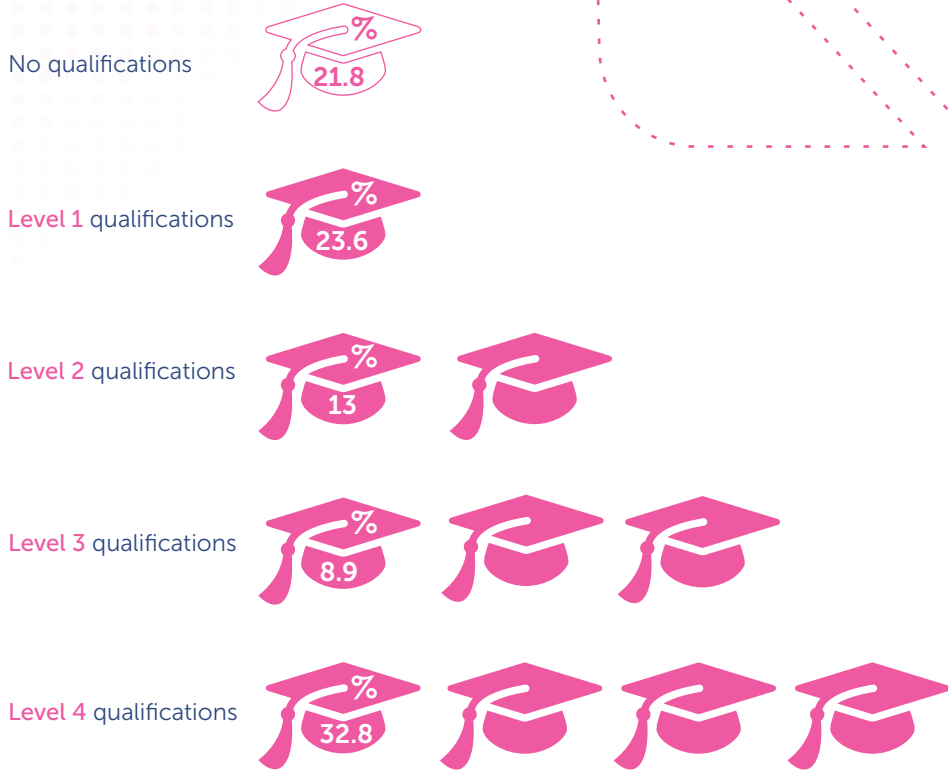 %
No qualifications
21.8
%
Level 1 qualifications
23.6
%
Level 2 qualifications
13
%
Level 3 qualifications
8.9
%
Level 4 qualifications
32.8